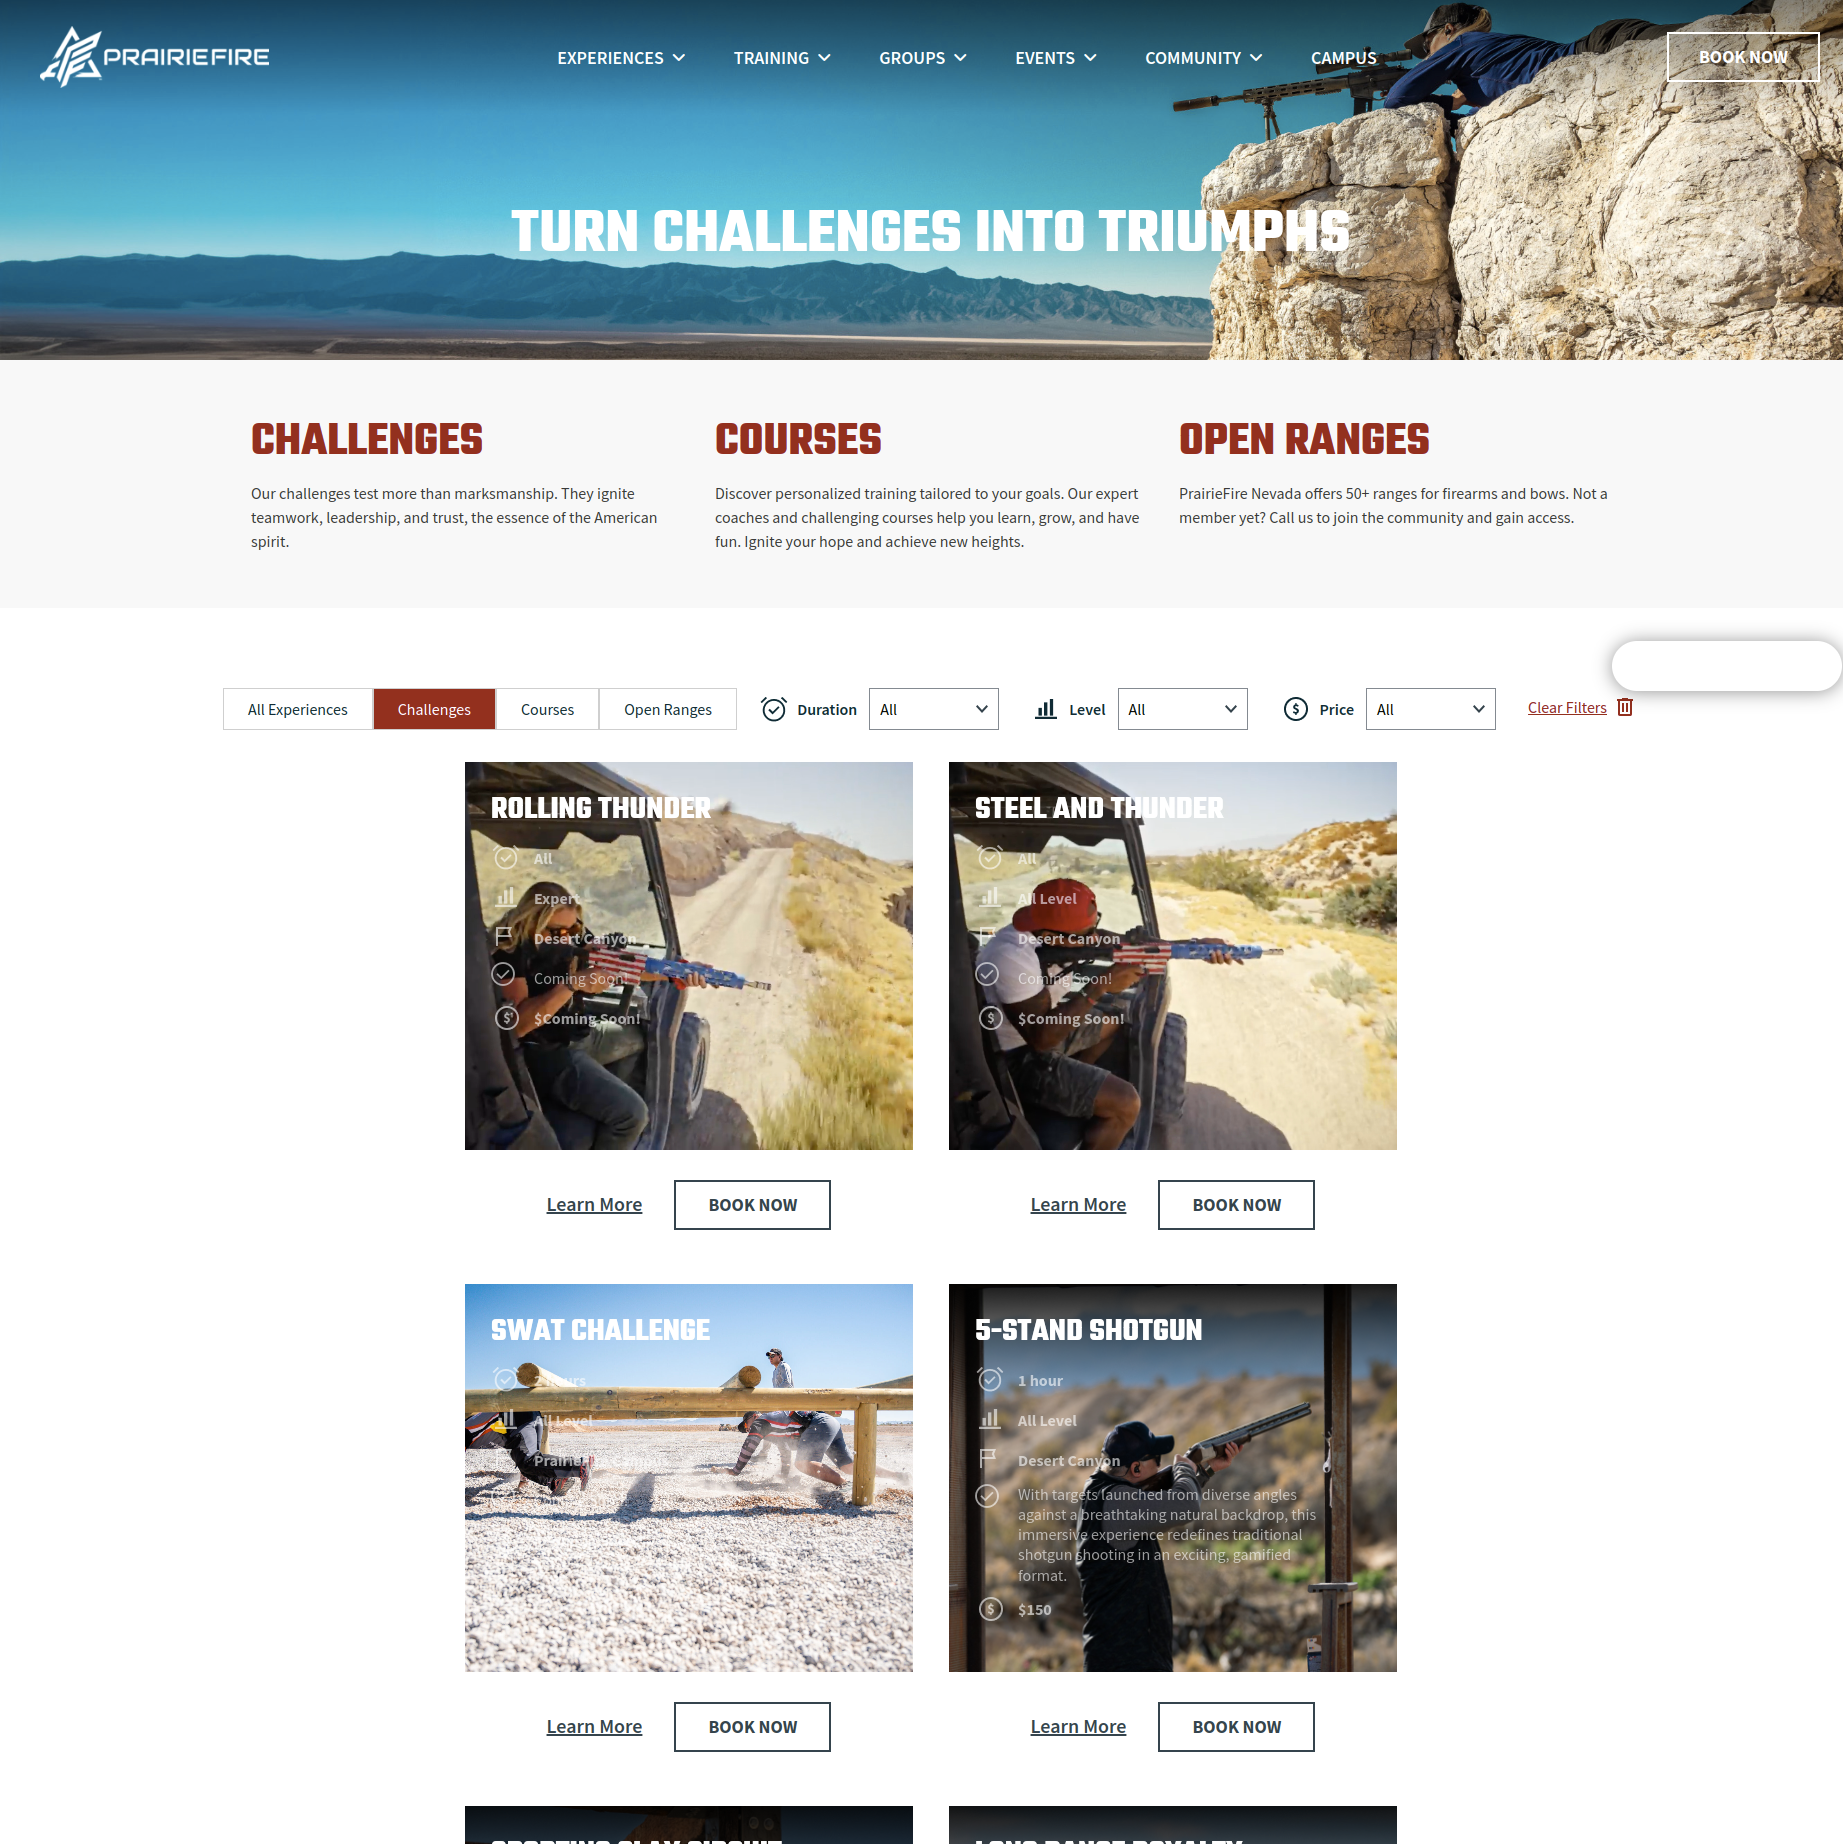 PRAIRIEFIRE
EXPERIENCES
TRAINING
GROUPS
EVENTS
COMMUNITY
CAMPUS
BOOK NOW
TURN CHALLENGES INTO TRIUMPHS
CHALLENGES
Our challenges test more than marksmanship. They ignite
teamwork, leadership, and trust, the essence of the American
spirit.
COURSES
Discover personalized training tailored to your goals. Our expert
coaches and challenging courses help you learn, grow, and have
fun. Ignite your hope and achieve new heights.
OPEN RANGES
PrairieFire Nevada offers 50+ ranges for firearms and bows. Not a
member yet? Call us to join the community and gain access.
All Experiences
Challenges
Courses
Open Ranges
Duration
All
Level
All
Price
All
Clear Filters
ROLLING THUNDER
All
Expert
Desert Canyon
Coming Soon!
$Coming Soon!
Learn More
BOOK NOW
STEEL AND THUNDER
All
All Level
Desert Canyon
Coming Soon!
$Coming Soon!
Learn More
BOOK NOW
SWAT CHALLENGE
All Level
Learn More
BOOK NOW
5-STAND SHOTGUN
1 hour
All Level
Desert Canyon
With targets launched from diverse angles
against a breathtaking natural backdrop, this
immersive experience redefines traditional
shotgun shooting in an exciting, gamified
format.
$150
Learn More
BOOK NOW